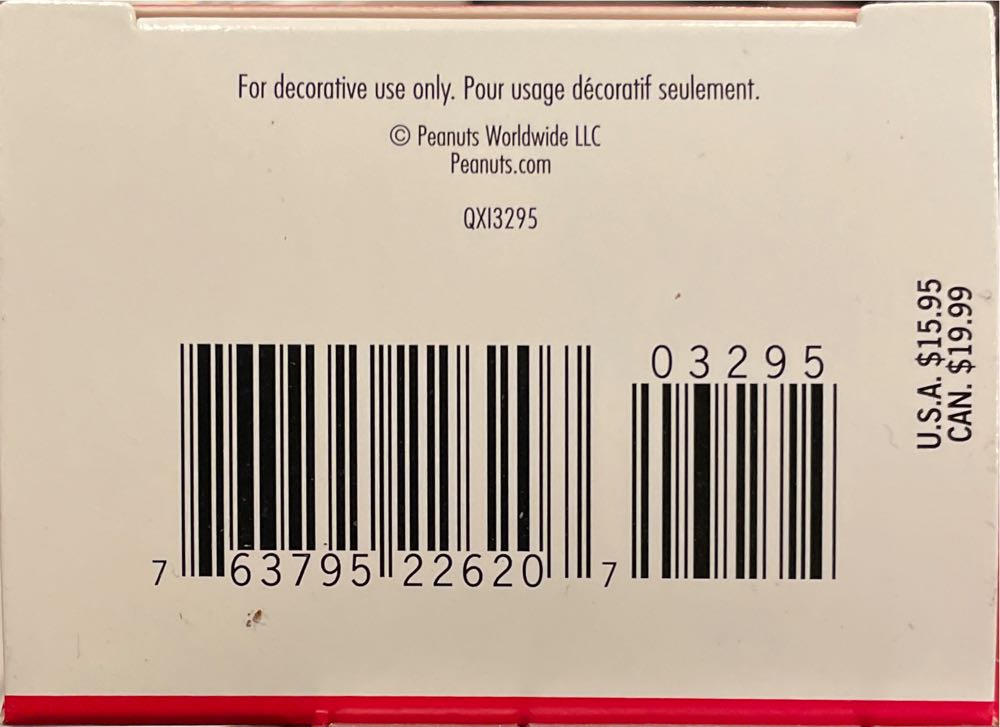 For decorative use only. Pour usage décoratif seulement.
© Peanuts Worldwide LLC
Peanuts.com
QXI3295
U.S.A. $15.95
CAN. $19.99
03295
7 63795 22620 7